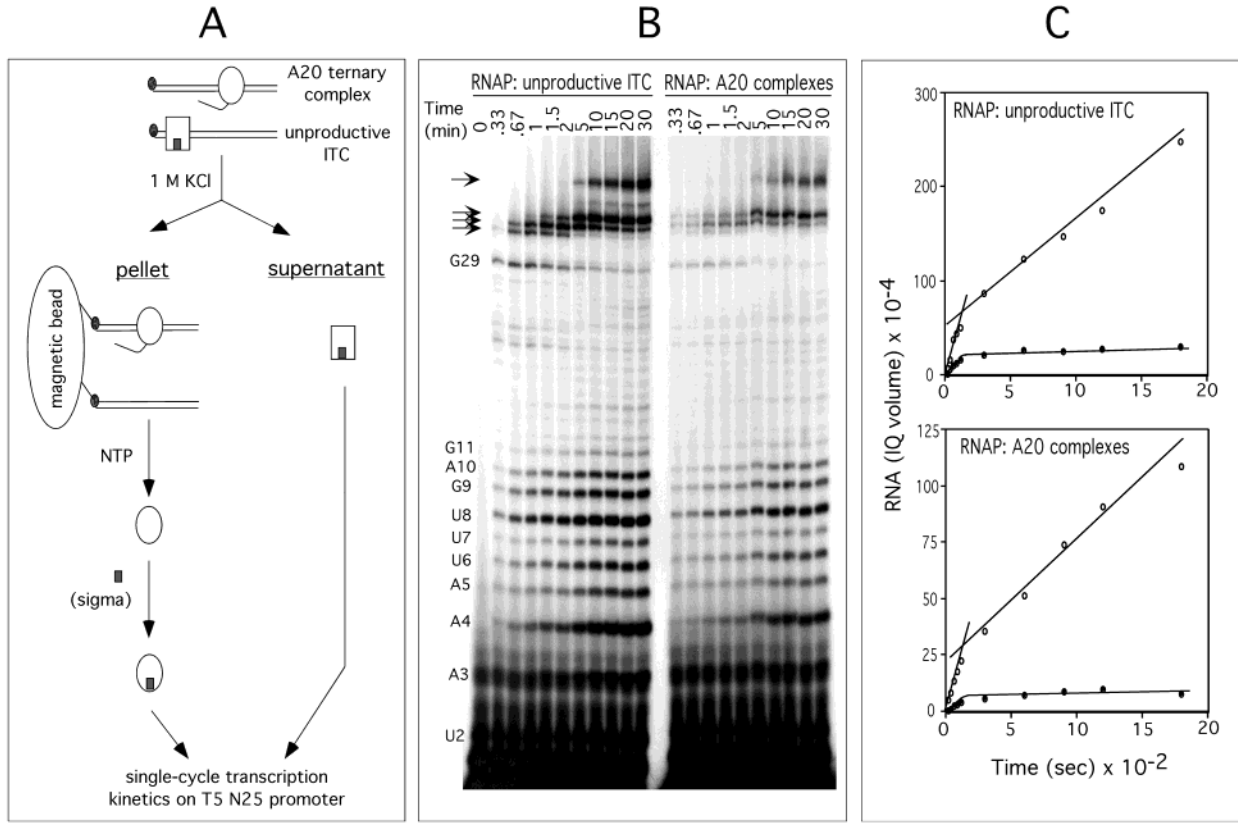 A
B
C
A20 ternary
complex
unproductive
ITC
1 M KCl
pellet
supernatant
magnetic bead
NTP
(sigma)
single-cycle transcription
kinetics on T5 N25 promoter
RNAP: unproductive ITC
RNAP: A20 complexes
Time
(min)
0
.33
.67
1
1.5
2
5
10
15
20
30
.33
.67
1
1.5
2
5
10
15
20
30
G29
G11
A10
G9
U8
U7
U6
A5
A4
A3
U2
RNAP: unproductive ITC
300
200
100
0
0
10
20
RNAP: A20 complexes
125
100
75
50
25
0
0
10
20
RNA (IQ volume) x 10-4
Time (sec) x 10-2